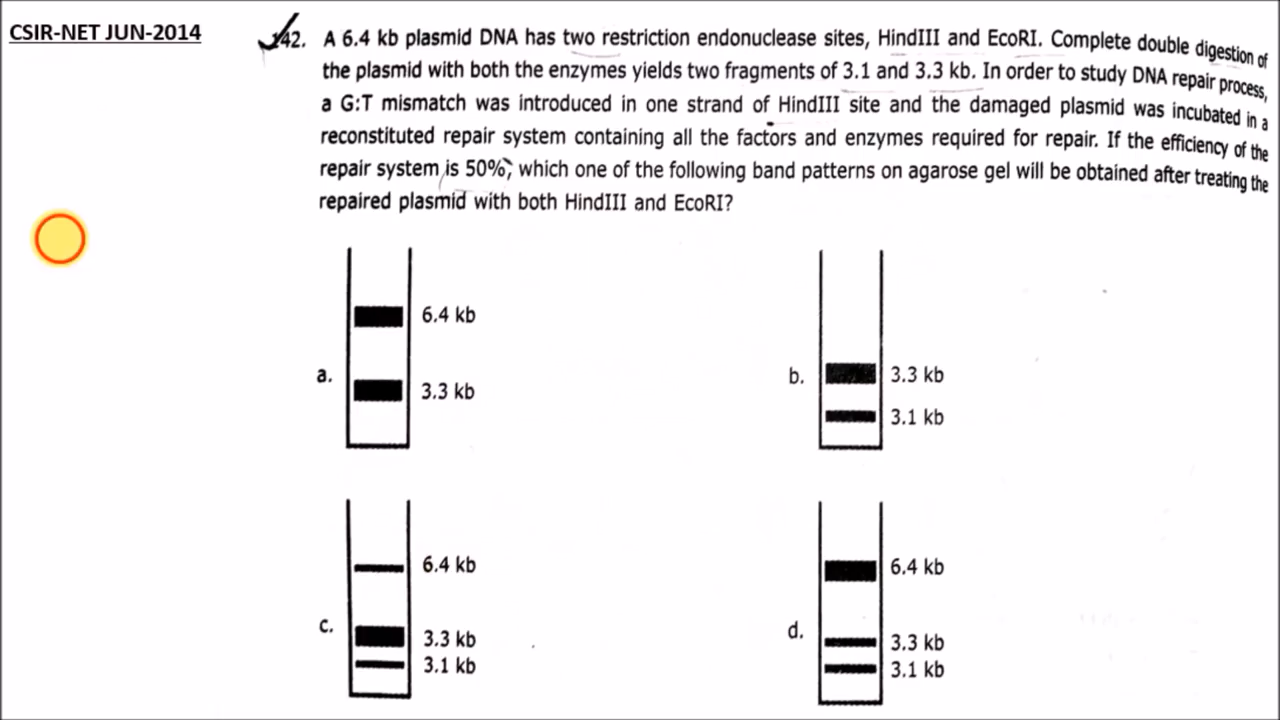 CSIR-NET JUN-2014
142. A 6.4 kb plasmid DNA has two restriction endonuclease sites, HindIII and EcoRI. Complete double digestion of
the plasmid with both the enzymes yields two fragments of 3.1 and 3.3 kb. In order to study DNA repair process,
a G:T mismatch was introduced in one strand of HindIII site and the damaged plasmid was incubated in a
reconstituted repair system containing all the factors and enzymes required for repair. If the efficiency of the
repair system is 50%, which one of the following band patterns on agarose gel will be obtained after treating the
repaired plasmid with both HindIII and EcoRI?
a.
6.4 kb
3.3 kb
b.
3.3 kb
3.1 kb
c.
6.4 kb
3.3 kb
3.1 kb
d.
6.4 kb
3.3 kb
3.1 kb